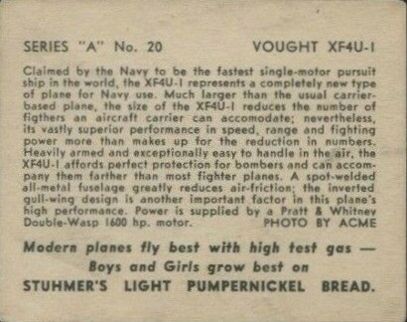 SERIES "A" No. 20 VOUGHT XF4U-1
Claimed by the Navy to be the fastest single-motor pursuit
ship in the world, the XF4U-1 represents a completely new type
of plane for Navy use. Much larger than the usual carrier-
based plane, the size of the XF4U-1 reduces the number of
figthers an aircraft carrier can accomodate; nevertheless,
its vastly superior performance in speed, range and fighting
power more than makes up for the reduction in numbers.
Heavily armed and exceptionally easy to handle in the air, the
XF4U-1 affords perfect protection for bombers and can accom-
pany them farther than most fighter planes. A spot-welded
all-metal fuselage greatly reduces air-friction; the inverted
gull-wing design is another important factor in this plane's
high performance. Power is supplied by a Pratt & Whitney
Double-Wasp 1600 hp. motor. PHOTO BY ACME
Modern planes fly best with high test gas —
Boys and Girls grow best on
STUHMER'S LIGHT PUMPERNICKEL BREAD.